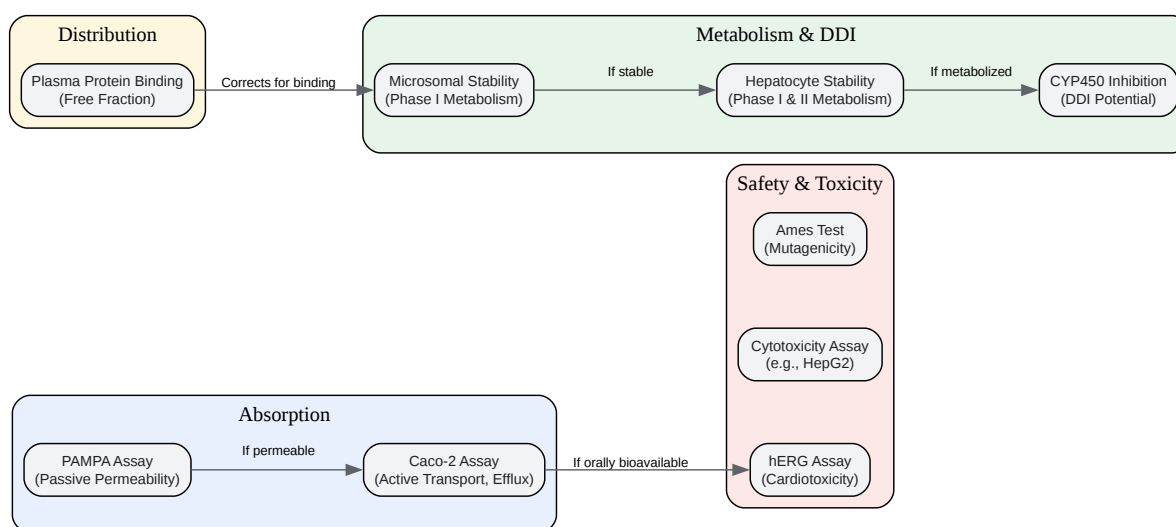 Distribution
Plasma Protein Binding
(Free Fraction)
Corrects for binding
Metabolism & DDI
Microsomal Stability
(Phase I Metabolism)
If stable
Hepatocyte Stability
(Phase I & II Metabolism)
If metabolized
CYP450 Inhibition
(DDI Potential)
Safety & Toxicity
Ames Test
(Mutagenicity)
Cytotoxicity Assay
(e.g., HepG2)
Absorption
PAMPA Assay
(Passive Permeability)
If permeable
Caco-2 Assay
(Active Transport, Efflux)
If orally bioavailable
hERG Assay
(Cardiotoxicity)